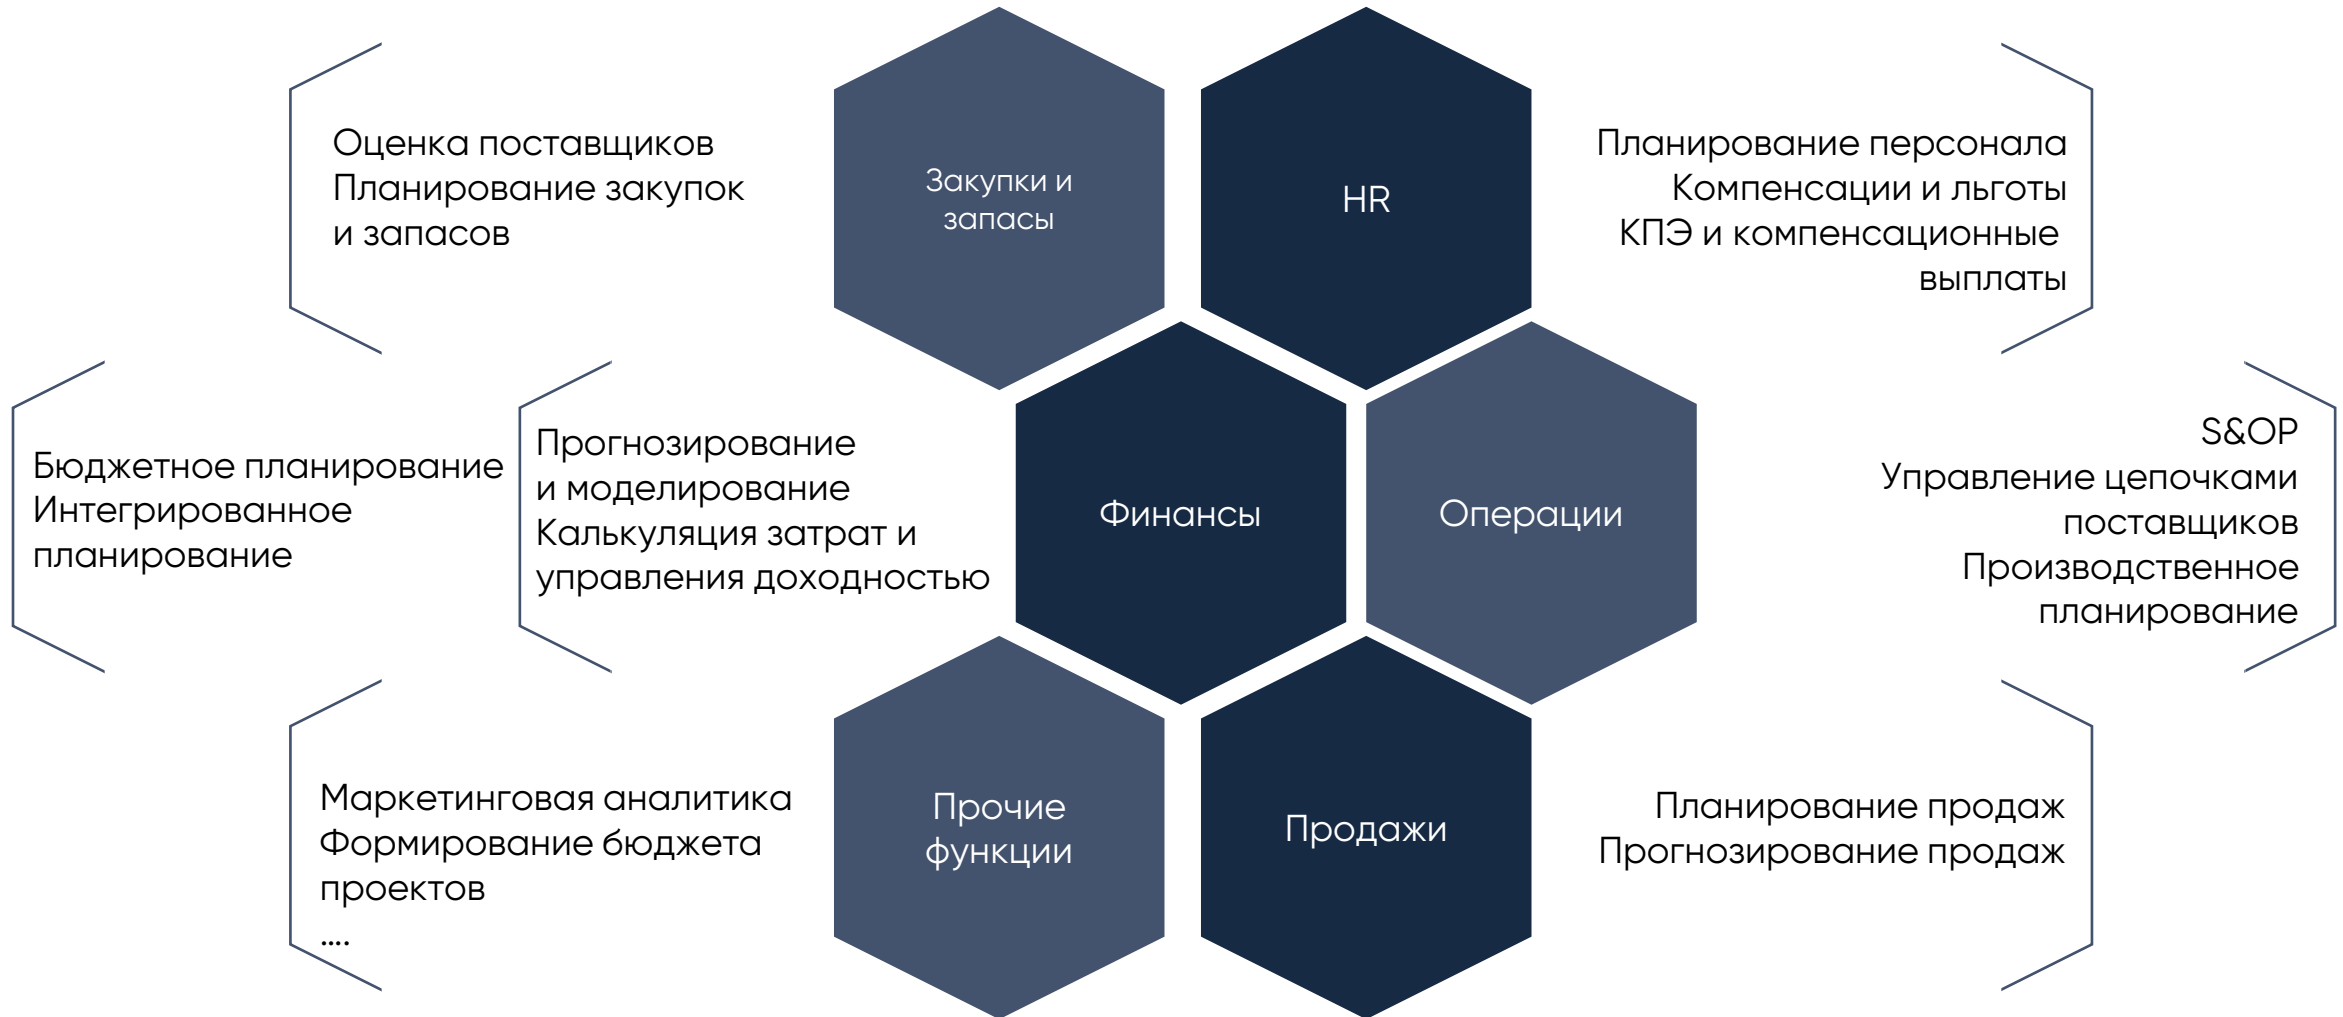 Оценка поставщиков
Планирование закупок
и запасов
Закупки и
запасы
HR
Планирование персонала
Компенсации и льготы
КПЭ и компенсационные
выплаты
Бюджетное планирование
Интегрированное
планирование
Прогнозирование
и моделирование
Калькуляция затрат и
управления доходностью
Финансы
Операции
S&OP
Управление цепочками
поставщиков
Производственное
планирование
Маркетинговая аналитика
Формирование бюджета
проектов
....
Прочие
функции
Продажи
Планирование продаж
Прогнозирование продаж